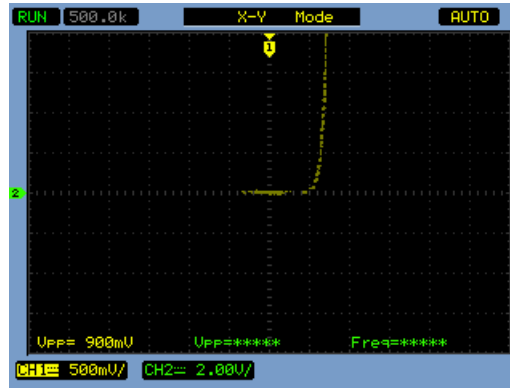 RUN 500.0k X-Y Mode AUTO
1
2
Vpp= 900mV Vpp=***** Freq=*****
CH1 500mV/ CH2 2.00V/